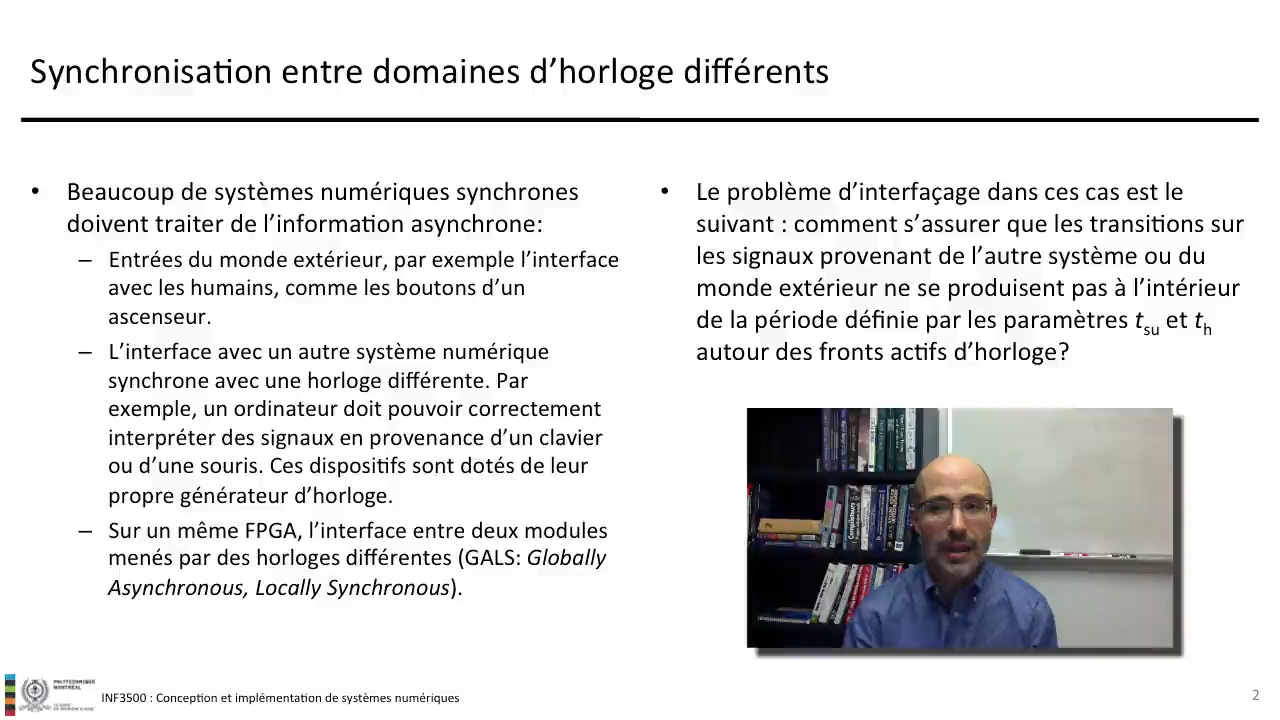 Synchronisation entre domaines d’horloge différents
• Beaucoup de systèmes numériques synchrones
doivent traiter de l’information asynchrone:
– Entrées du monde extérieur, par exemple l’interface
avec les humains, comme les boutons d’un
ascenseur.
– L’interface avec un autre système numérique
synchrone avec une horloge différente. Par
exemple, un ordinateur doit pouvoir correctement
interpréter des signaux en provenance d’un clavier
ou d’une souris. Ces dispositifs sont dotés de leur
propre générateur d’horloge.
– Sur un même FPGA, l’interface entre deux modules
menés par des horloges différentes (GALS: Globally
Asynchronous, Locally Synchronous).
• Le problème d’interfaçage dans ces cas est le
suivant : comment s’assurer que les transitions sur
les signaux provenant de l’autre système ou du
monde extérieur ne se produisent pas à l’intérieur
de la période définie par les paramètres tsu et th
autour des fronts actifs d’horloge?
POLYTECHNIQUE
MONTRÉAL
INF3500 : Conception et implémentation de systèmes numériques
2